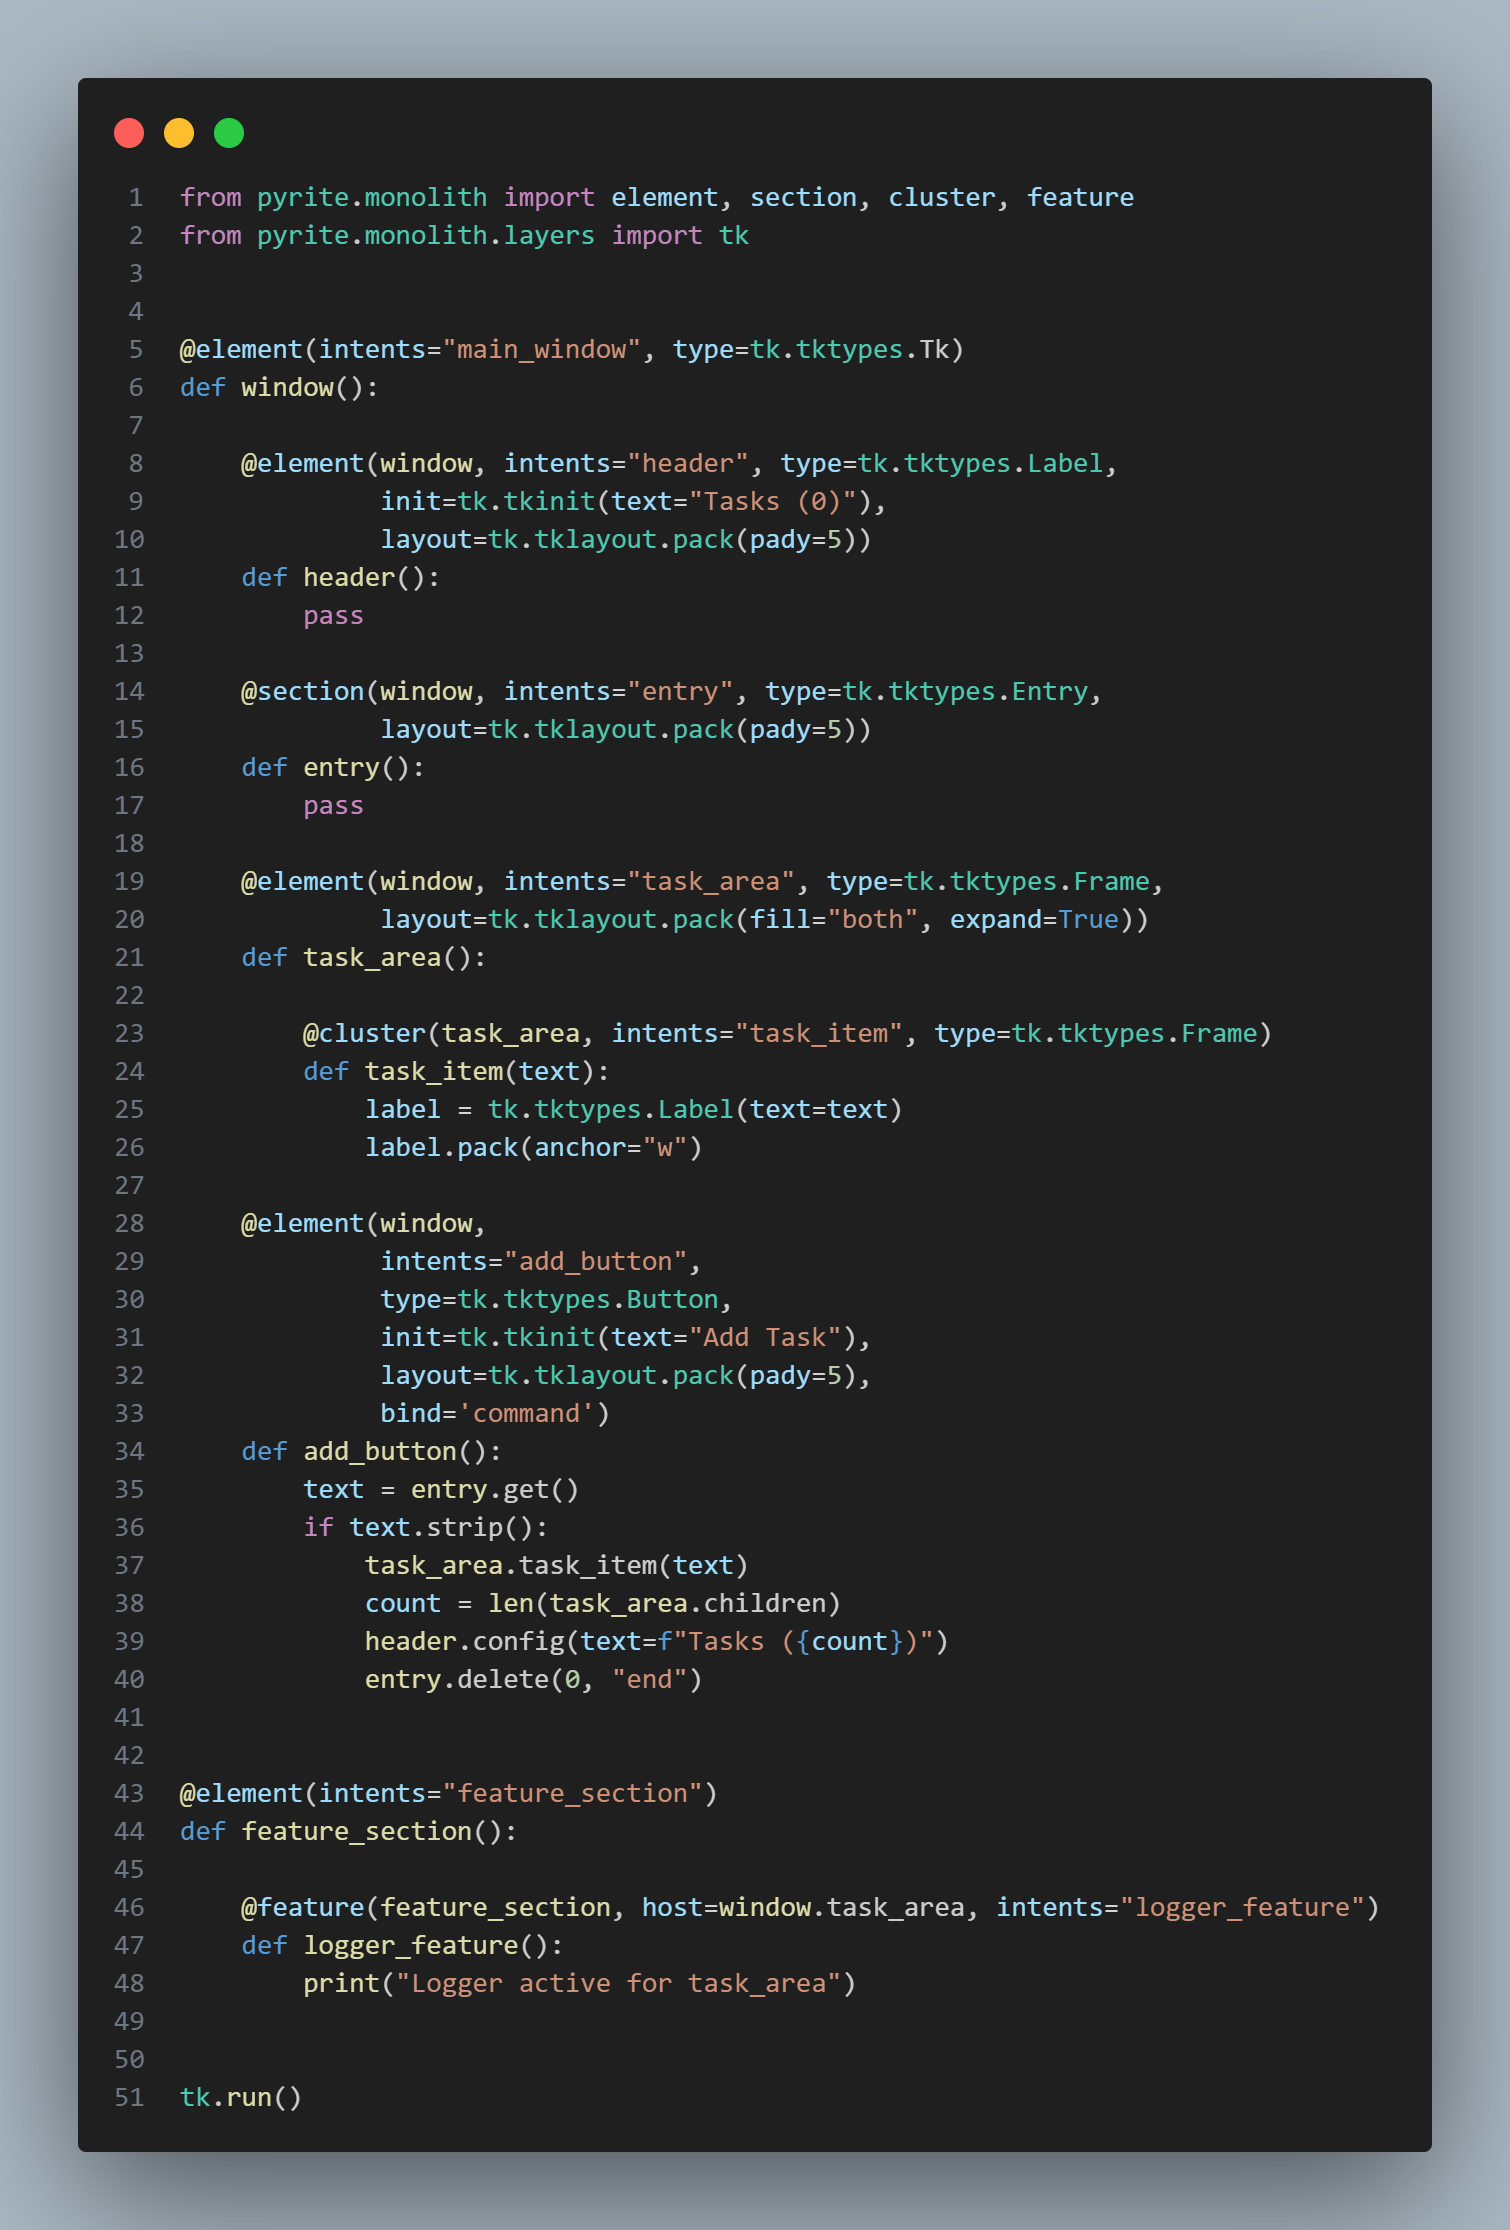 1 from pyrite.monolith import element, section, cluster, feature
2 from pyrite.monolith.layers import tk
3
4
5 @element(intents="main_window", type=tk.tktypes.Tk)
6 def window():
7
8     @element(window, intents="header", type=tk.tktypes.Label,
9              init=tk.tkinit(text="Tasks (0)"),
10              layout=tk.tklayout.pack(pady=5))
11     def header():
12         pass
13
14     @section(window, intents="entry", type=tk.tktypes.Entry,
15              layout=tk.tklayout.pack(pady=5))
16     def entry():
17         pass
18
19     @element(window, intents="task_area", type=tk.tktypes.Frame,
20              layout=tk.tklayout.pack(fill="both", expand=True))
21     def task_area():
22
23         @cluster(task_area, intents="task_item", type=tk.tktypes.Frame)
24         def task_item(text):
25             label = tk.tktypes.Label(text=text)
26             label.pack(anchor="w")
27
28     @element(window,
29              intents="add_button",
30              type=tk.tktypes.Button,
31              init=tk.tkinit(text="Add Task"),
32              layout=tk.tklayout.pack(pady=5),
33              bind='command')
34     def add_button():
35         text = entry.get()
36         if text.strip():
37             task_area.task_item(text)
38             count = len(task_area.children)
39             header.config(text=f"Tasks ({count})")
40             entry.delete(0, "end")
41
42
43 @element(intents="feature_section")
44 def feature_section():
45
46     @feature(feature_section, host=window.task_area, intents="logger_feature")
47     def logger_feature():
48         print("Logger active for task_area")
49
50
51 tk.run()